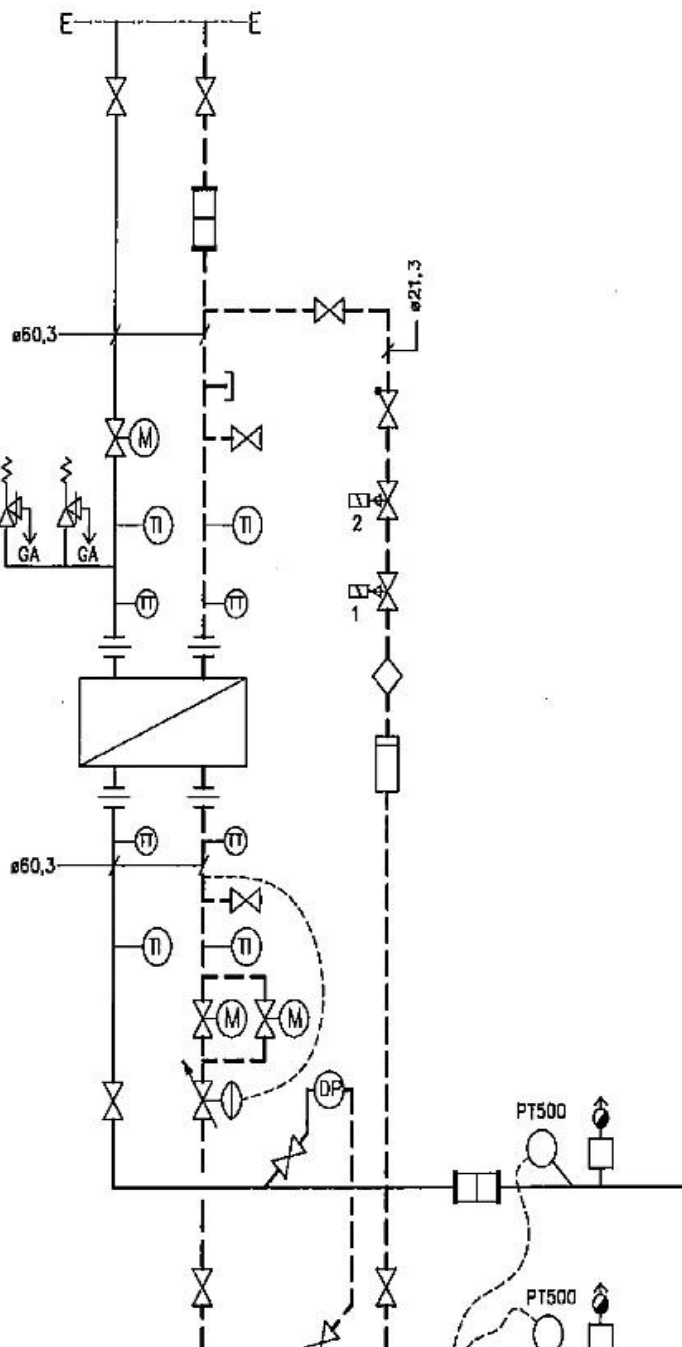 E E
ø60,3
ø21,3
M
2
TI TI
GA GA
1
TT TT
TT TT
ø60,3
TI TI
M M
DP
PT500
PT500